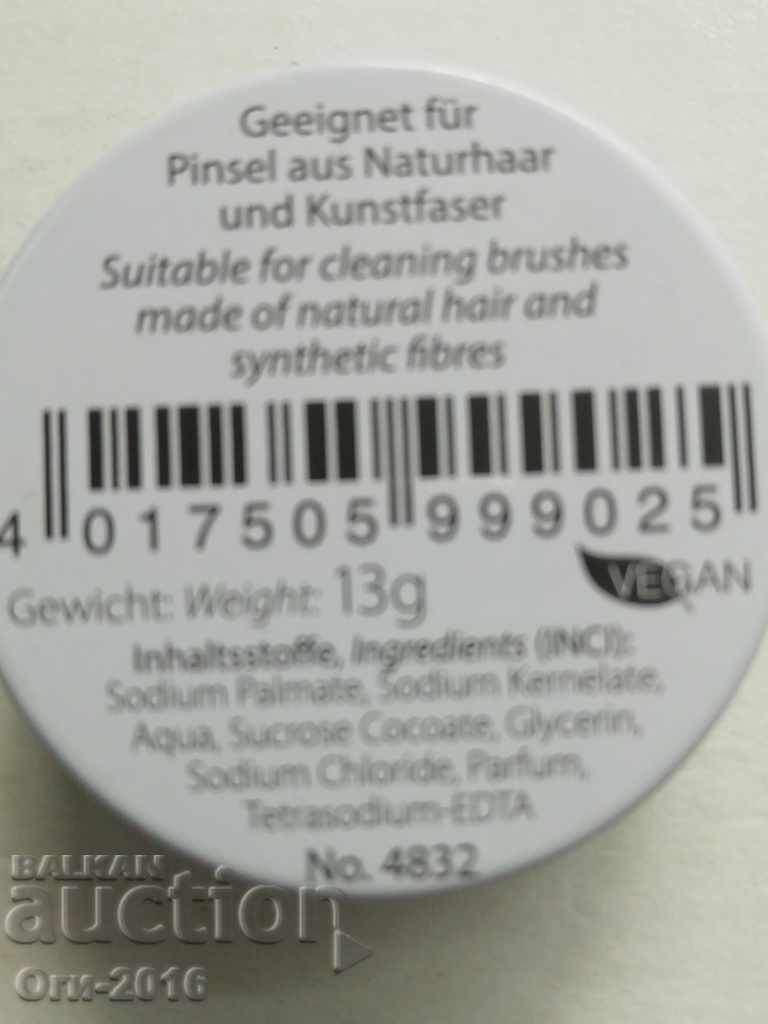 Geeignet für
Pinsel aus Naturhaar
und Kunstfaser
Suitable for cleaning brushes
made of natural hair and
synthetic fibres
4 017505 999025
VEGAN
Gewicht: Weight: 13g
Inhaltsstoffe, Ingredients (INCI):
Sodium Palmate, Sodium Kernelate,
Aqua, Sucrose Cocoate, Glycerin,
Sodium Chloride, Parfum,
Tetrasodium-EDTA
No. 4832
BALKAN
auction
Ози-2016